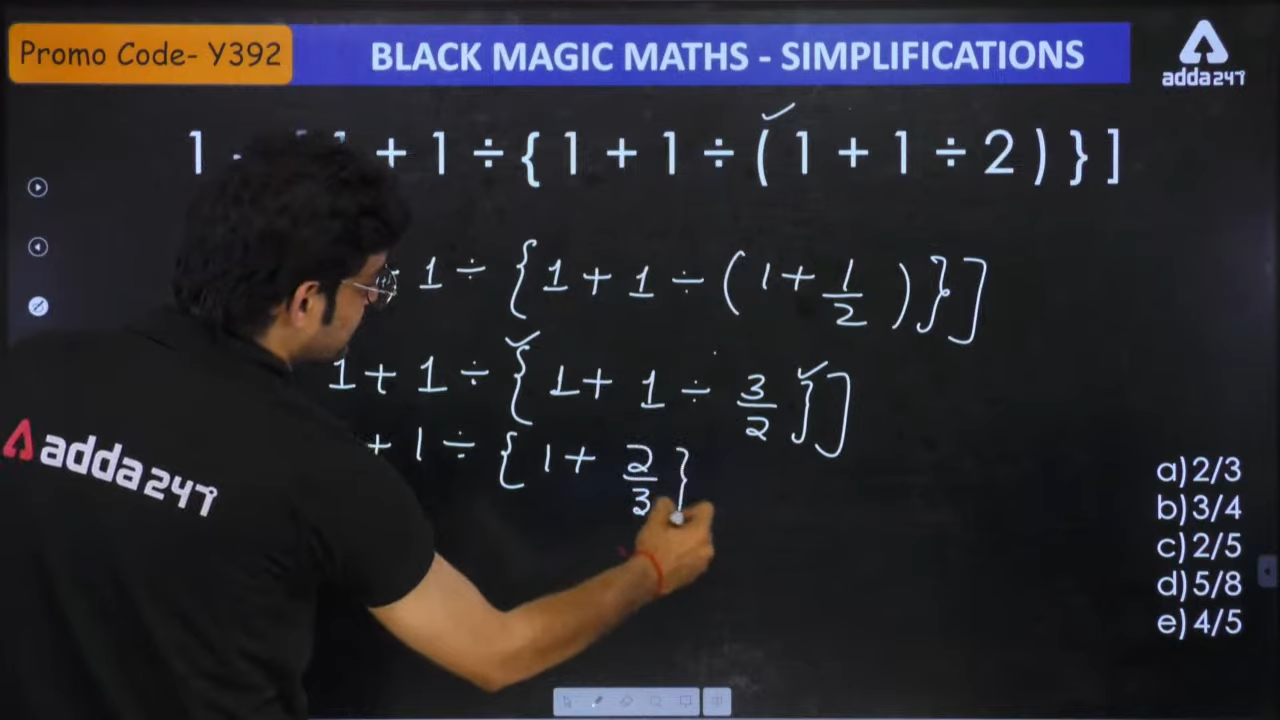 Promo Code- Y392
BLACK MAGIC MATHS - SIMPLIFICATIONS
adda247
1 + 1 ÷ { 1 + 1 ÷ ( 1 + 1 ÷ 2 ) } ]
1 ÷ { 1 + 1 ÷ ( 1 + 1/2 ) } ]
1 + 1 ÷ { 1 + 1 ÷ 3/2 } ]
+ 1 ÷ { 1 + 2/3 }
adda247
a) 2/3
b) 3/4
c) 2/5
d) 5/8
e) 4/5